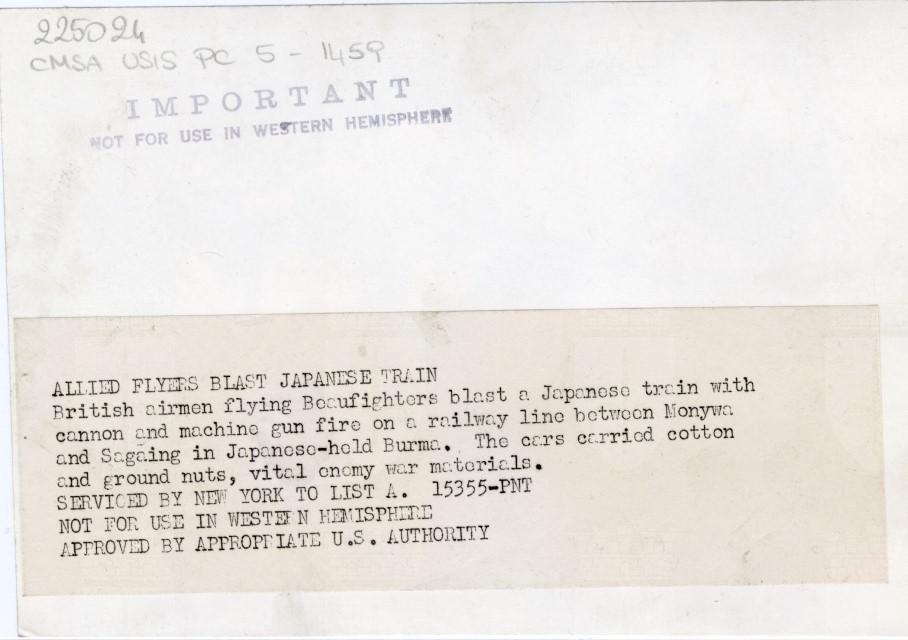 225024
CMSA USIS PC 5 - 1459
IMPORTANT
NOT FOR USE IN WESTERN HEMISPHERE
ALLIED FLYERS BLAST JAPANESE TRAIN
British airmen flying Beaufighters blast a Japanese train with
cannon and machine gun fire on a railway line between Monywa
and Sagaing in Japanese-held Burma. The cars carried cotton
and ground nuts, vital enemy war materials.
SERVICED BY NEW YORK TO LIST A. 15355-PNT
NOT FOR USE IN WESTERN HEMISPHERE
APPROVED BY APPROPRIATE U.S. AUTHORITY